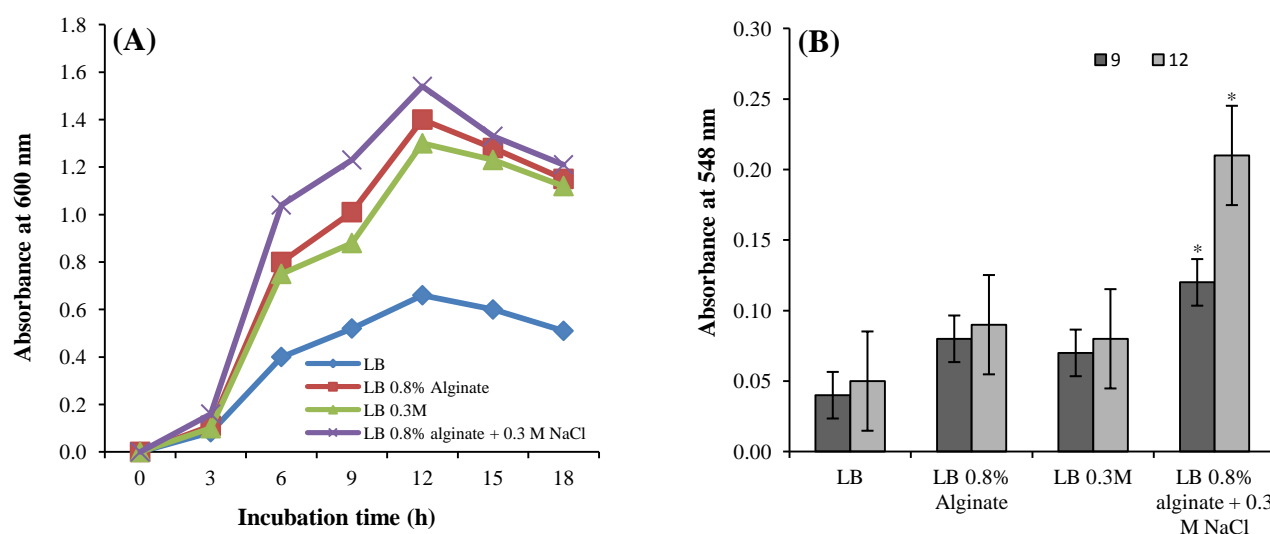 (A)
Absorbance at 600 nm
1.8
1.6
1.4
1.2
1.0
0.8
0.6
0.4
0.2
0.0
0 3 6 9 12 15 18
Incubation time (h)
LB
LB 0.8% Alginate
LB 0.3M
LB 0.8% alginate + 0.3 M NaCl
(B)
Absorbance at 548 nm
0.30
0.25
0.20
0.15
0.10
0.05
0.00
9 12
*
*
LB
LB 0.8%
Alginate
LB 0.3M
LB 0.8%
alginate + 0.3
M NaCl